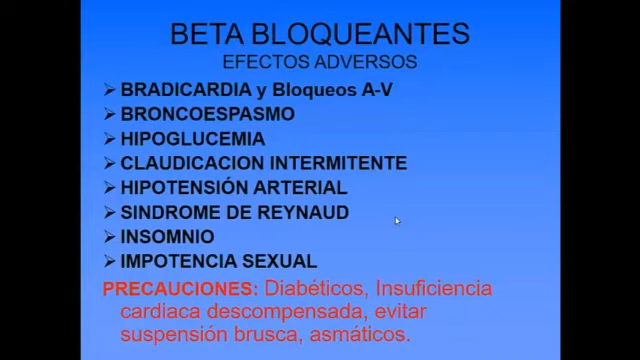 BETA BLOQUEANTES
EFECTOS ADVERSOS
BRADICARDIA y Bloqueos A-V
BRONCOESPASMO
HIPOGLUCEMIA
CLAUDICACION INTERMITENTE
HIPOTENSIÓN ARTERIAL
SINDROME DE REYNAUD
INSOMNIO
IMPOTENCIA SEXUAL
PRECAUCIONES: Diabéticos, Insuficiencia
cardiaca descompensada, evitar
suspensión brusca, asmáticos.